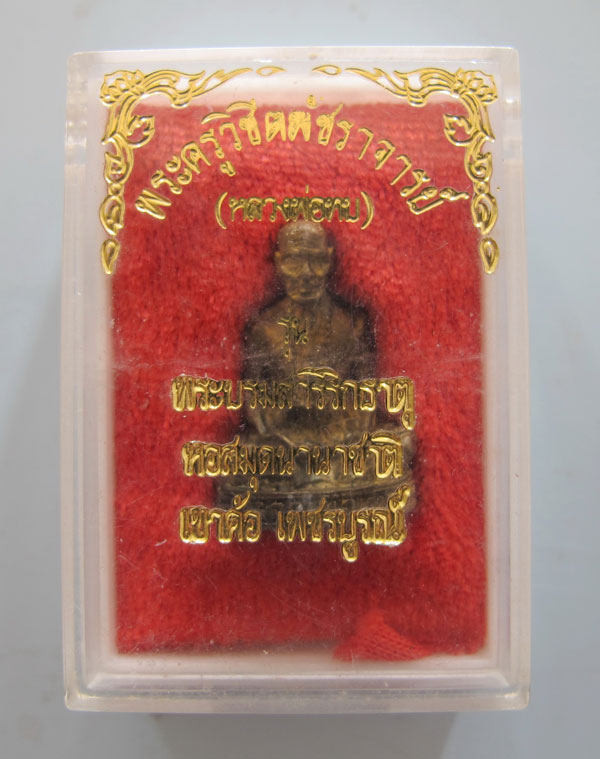 พระครูวิชิตพัชราจารย์
(หลวงพ่อทบ)
รุ่น
พระบรมสารีริกธาตุ
หอสมุดนานาชาติ
เขาค้อ เพชรบูรณ์